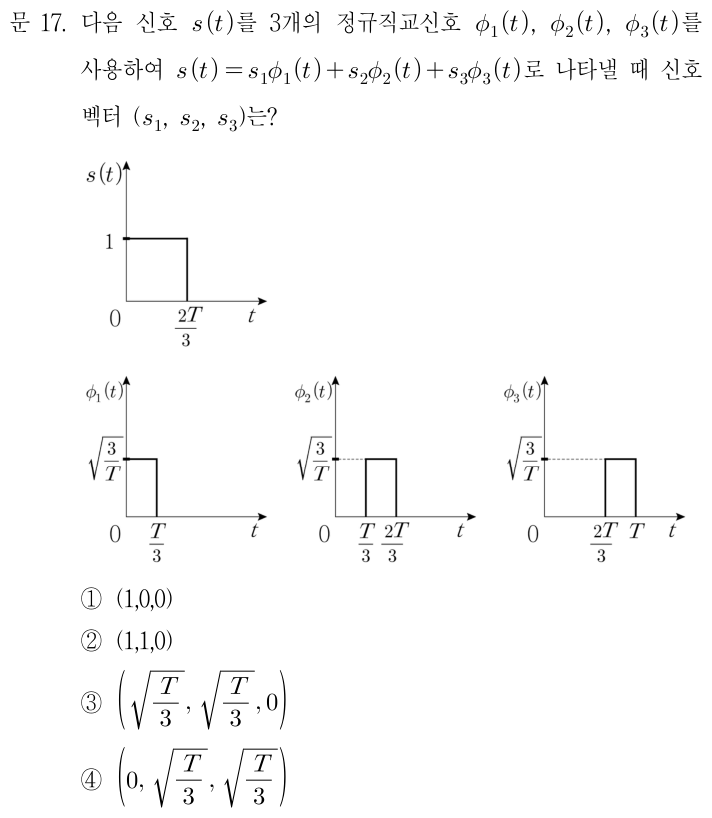 문 17. 다음 신호 s(t)를 3개의 정규직교신호 ϕ₁(t), ϕ₂(t), ϕ₃(t)를
사용하여 s(t)=s₁ϕ₁(t)+s₂ϕ₂(t)+s₃ϕ₃(t)로 나타낼 때 신호
벡터 (s₁, s₂, s₃)는?
s(t)
1
0 2T/3 t
ϕ₁(t) ϕ₂(t) ϕ₃(t)
√(3/T) √(3/T) √(3/T)
0 T/3 t 0 T/3 2T/3 t 0 2T/3 T t
① (1,0,0)
② (1,1,0)
③ (√(T/3), √(T/3), 0)
④ (0, √(T/3), √(T/3))